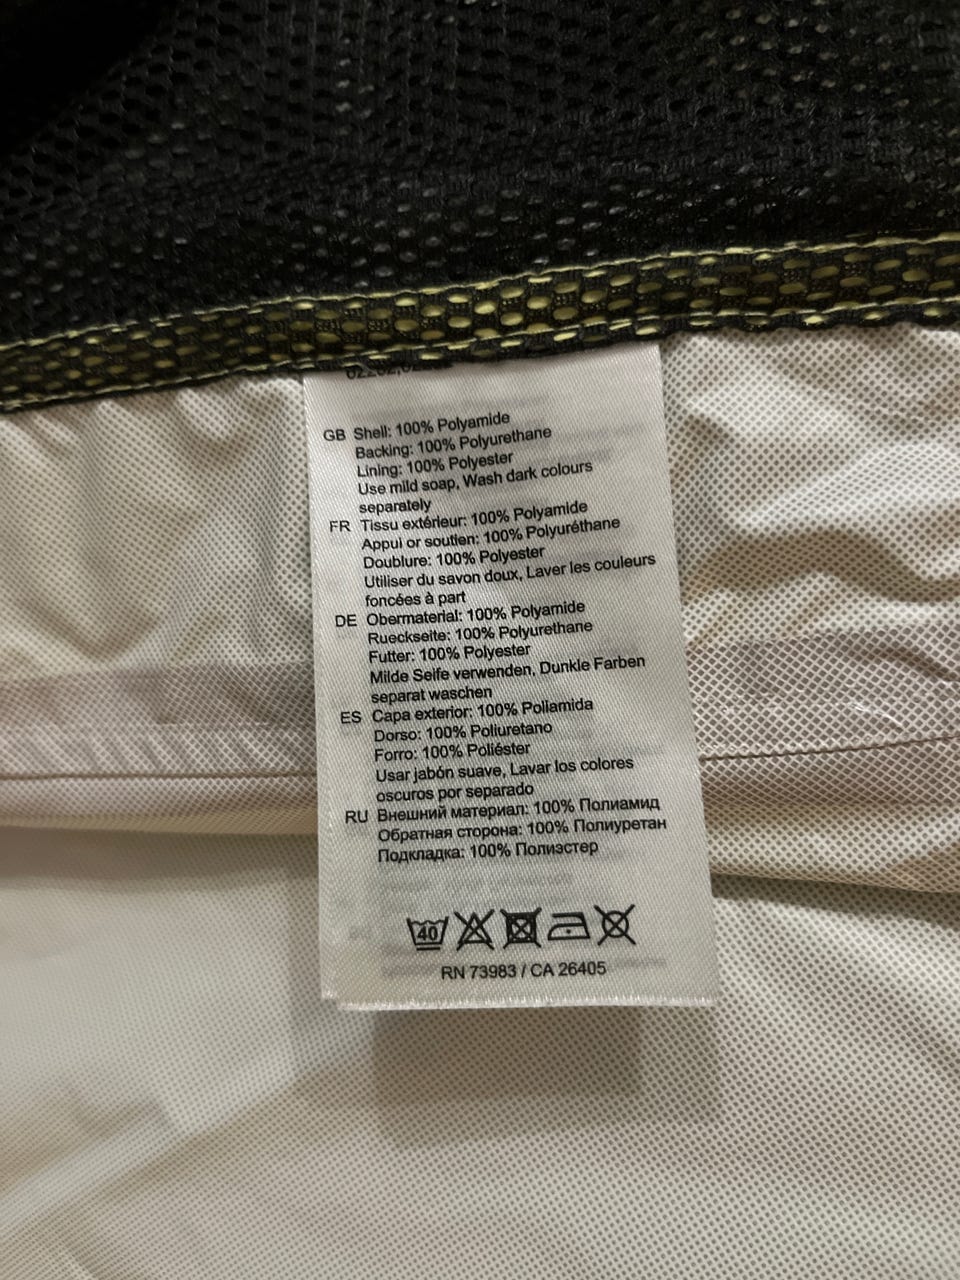 GB Shell: 100% Polyamide
Backing: 100% Polyurethane
Lining: 100% Polyester
Use mild soap, Wash dark colours
separately
FR Tissu extérieur: 100% Polyamide
Appui or soutien: 100% Polyuréthane
Doublure: 100% Polyester
Utiliser du savon doux, Laver les couleurs
foncées à part
DE Obermaterial: 100% Polyamide
Rueckseite: 100% Polyurethane
Futter: 100% Polyester
Milde Seife verwenden, Dunkle Farben
separat waschen
ES Capa exterior: 100% Poliamida
Dorso: 100% Poliuretano
Forro: 100% Poliéster
Usar jabón suave, Lavar los colores
oscuros por separado
RU Внешний материал: 100% Полиамид
Обратная сторона: 100% Полиуретан
Подкладка: 100% Полиэстер
40
RN 73983 / CA 26405